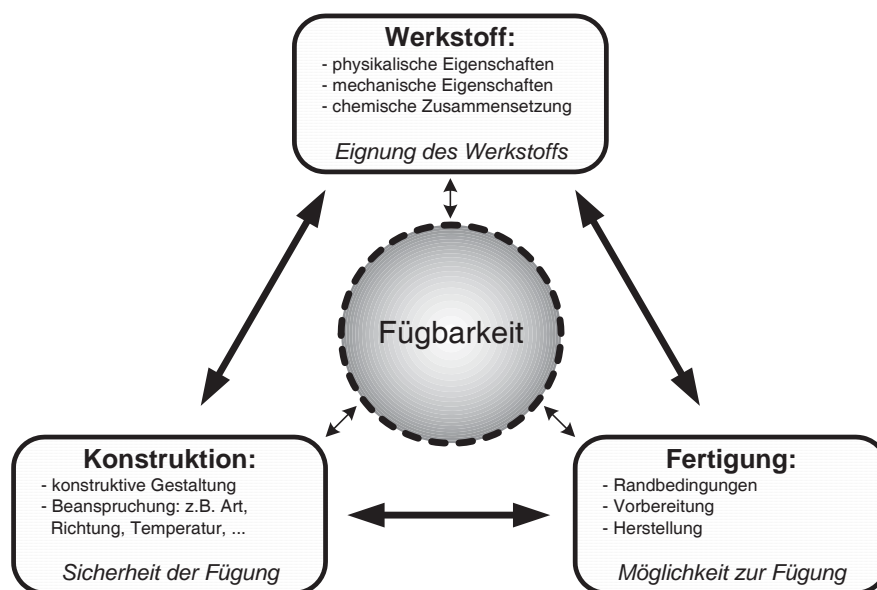 Werkstoff:
- physikalische Eigenschaften
- mechanische Eigenschaften
- chemische Zusammensetzung
Eignung des Werkstoffs
Fügbarkeit
Konstruktion:
- konstruktive Gestaltung
- Beanspruchung: z.B. Art,
Richtung, Temperatur, ...
Sicherheit der Fügung
Fertigung:
- Randbedingungen
- Vorbereitung
- Herstellung
Möglichkeit zur Fügung